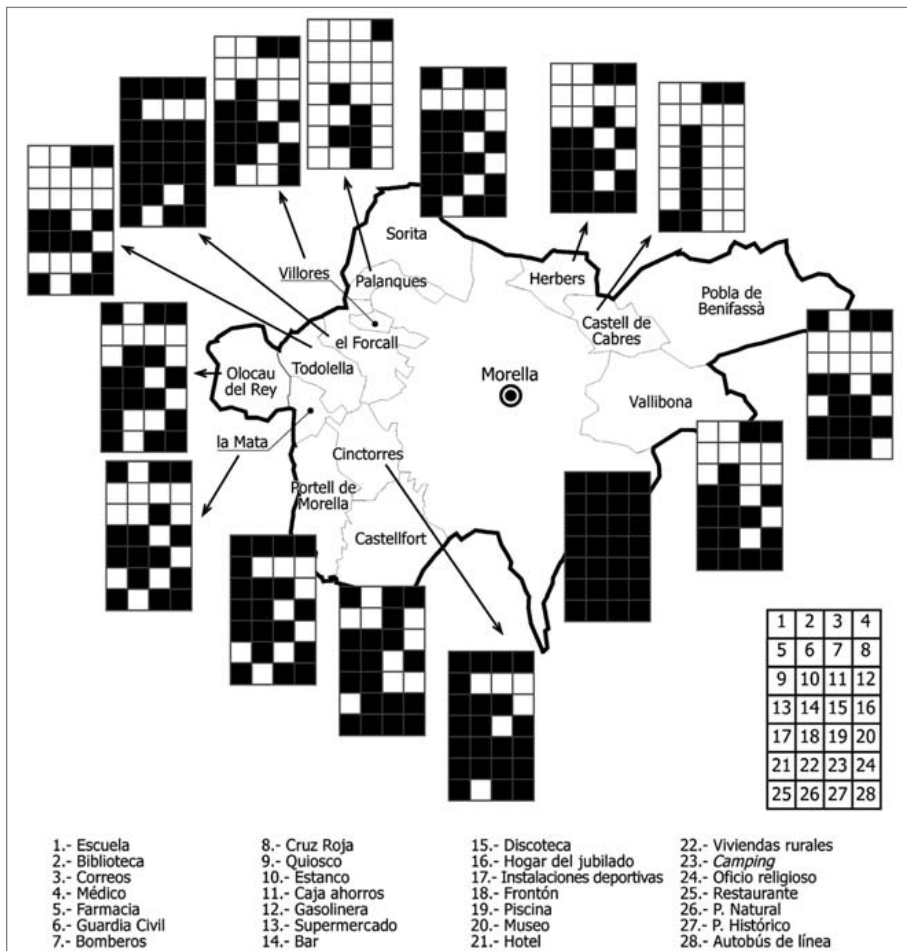 Sorita
Villores
Palanques
Herbers
Pobla de
Benifassà
Castell de
Cabres
el Forcall
Olocau
del Rey
Todolella
Morella
Vallibona
la Mata
Cinctorres
Portell de
Morella
Castellfort
1 2 3 4
5 6 7 8
9 10 11 12
13 14 15 16
17 18 19 20
21 22 23 24
25 26 27 28
1.- Escuela
2.- Biblioteca
3.- Correos
4.- Médico
5.- Farmacia
6.- Guardia Civil
7.- Bomberos
8.- Cruz Roja
9.- Quiosco
10.- Estanco
11.- Caja ahorros
12.- Gasolinera
13.- Supermercado
14.- Bar
15.- Discoteca
16.- Hogar del jubilado
17.- Instalaciones deportivas
18.- Frontón
19.- Piscina
20.- Museo
21.- Hotel
22.- Viviendas rurales
23.- Camping
24.- Oficio religioso
25.- Restaurante
26.- P. Natural
27.- P. Histórico
28.- Autobús de línea